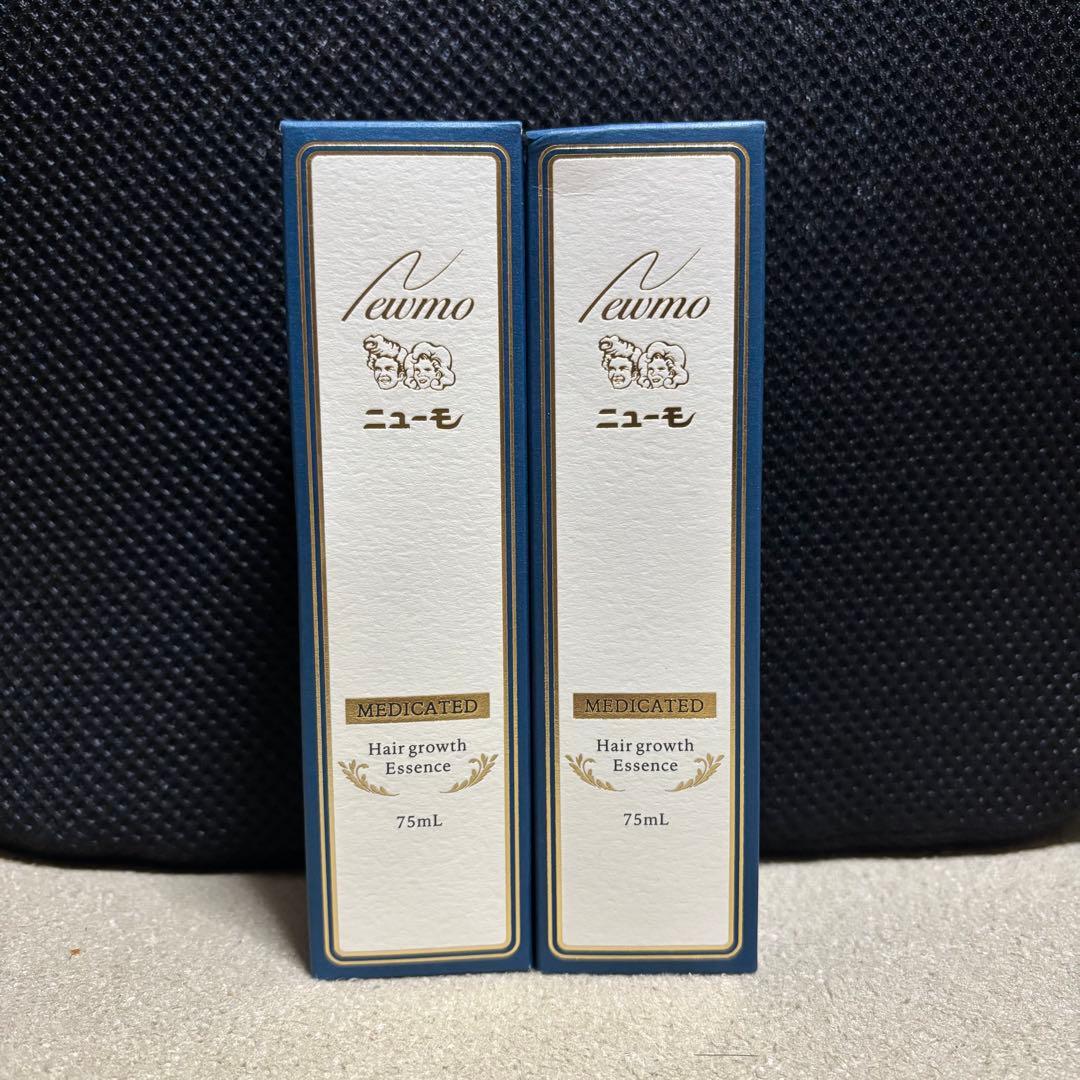 Newmo
ニューモ
MEDICATED
Hair growth
Essence
75mL
Newmo
ニューモ
MEDICATED
Hair growth
Essence
75mL